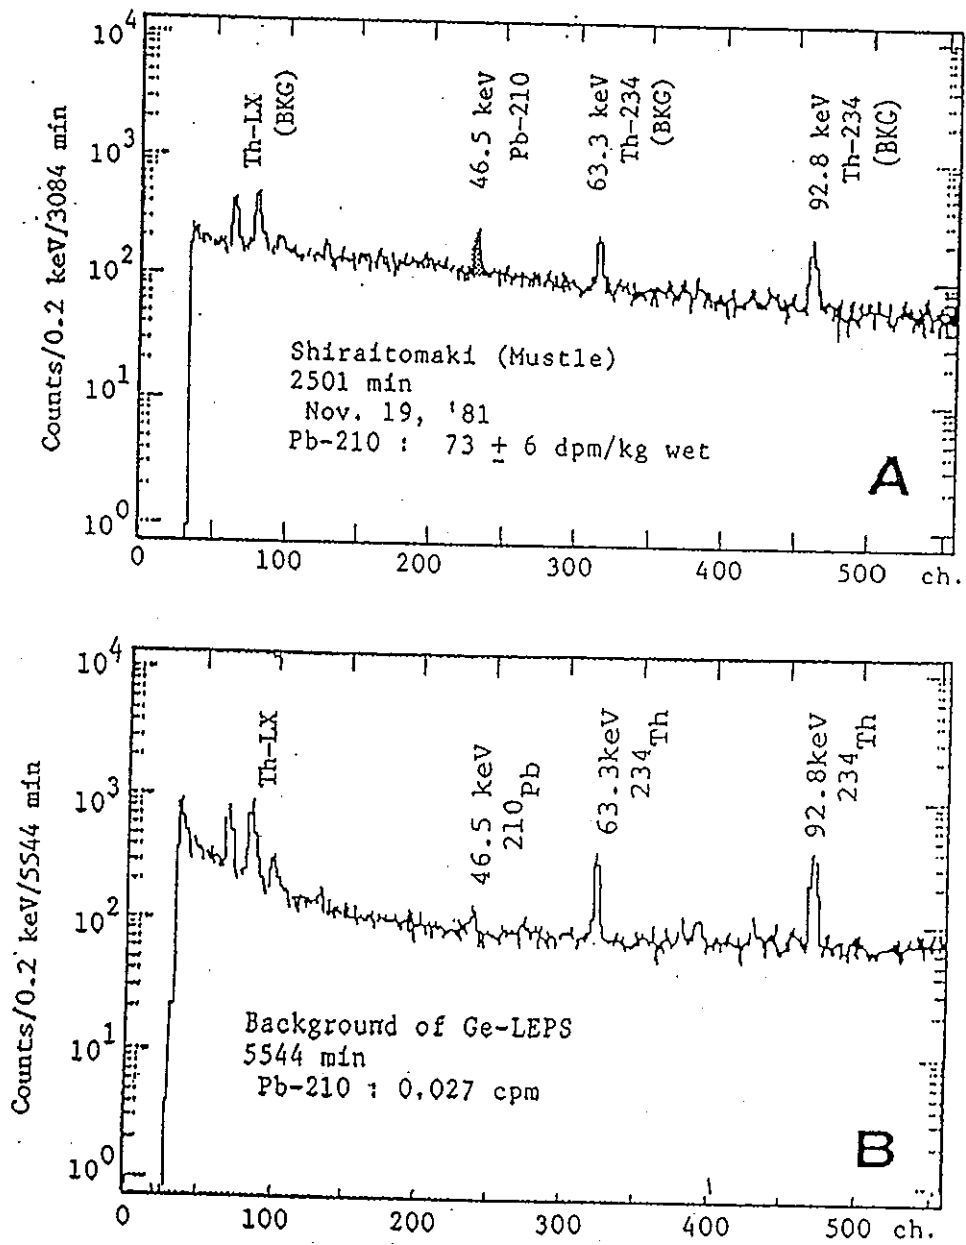 10^4
10^3
10^2
10^1
10^0
Counts/0.2 keV/3084 min
Th-LX
(BKG)
46.5 keV
Pb-210
63.3 keV
Th-234
(BKG)
92.8 keV
Th-234
(BKG)
Shiraitomaki (Mustle)
2501 min
Nov. 19, '81
Pb-210 : 73 ± 6 dpm/kg wet
A
0 100 200 300 400 500 ch.
10^4
10^3
10^2
10^1
10^0
Counts/0.2 keV/5544 min
Th-LX
46.5 keV
210Pb
63.3keV
234Th
92.8keV
234Th
Background of Ge-LEPS
5544 min
Pb-210 : 0.027 cpm
B
0 100 200 300 400 500 ch.